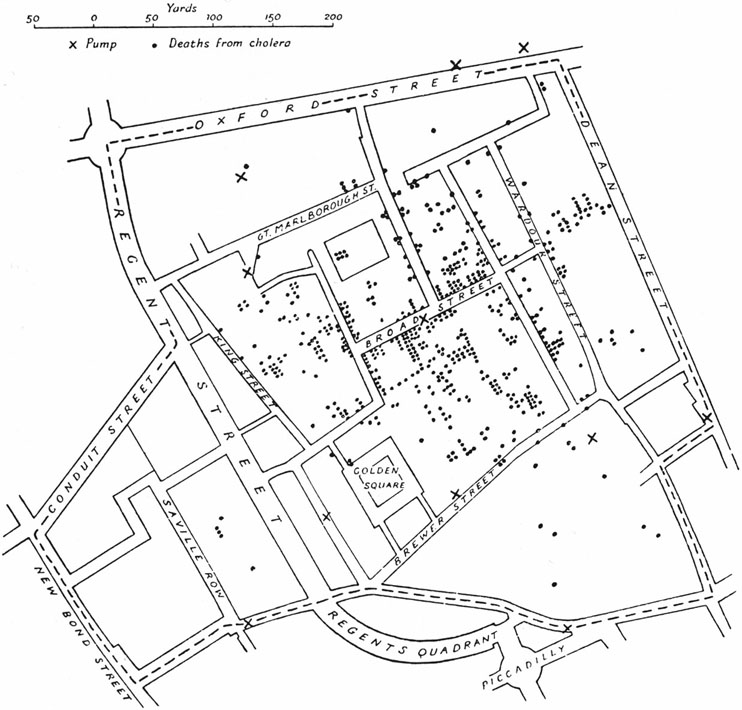 Yards
50 0 50 100 150 200
x Pump • Deaths from cholera
OXFORD STREET
DEAN STREET
REGENT STREET
GT. MARLBOROUGH ST.
WARDOUR STREET
BROAD STREET
KING STREET
CONDUIT STREET
GOLDEN
SQUARE
BREWER STREET
SAVILLE ROW
NEW BOND STREET
REGENTS QUADRANT
PICCADILLY